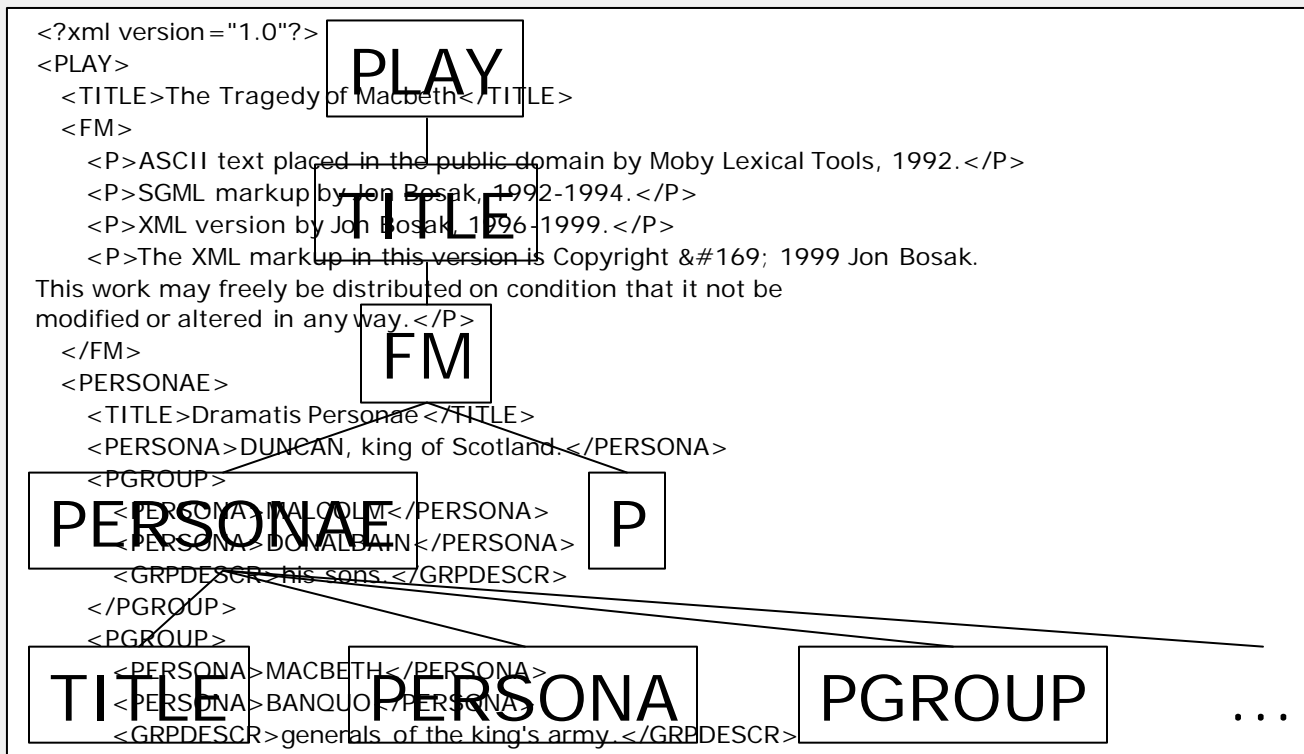 <?xml version="1.0"?>
<PLAY>
<TITLE>The Tragedy of Macbeth</TITLE>
<FM>
<P>ASCII text placed in the public domain by Moby Lexical Tools, 1992.</P>
<P>SGML markup by Jon Bosak, 1992-1994.</P>
<P>XML version by Jon Bosak, 1996-1999.</P>
<P>The XML markup in this version is Copyright &#169; 1999 Jon Bosak.
This work may freely be distributed on condition that it not be
modified or altered in any way.</P>
</FM>
<PERSONAE>
<TITLE>Dramatis Personae</TITLE>
<PERSONA>DUNCAN, king of Scotland.</PERSONA>
<PGROUP>
<PERSONA>MALCOLM</PERSONA>
<PERSONA>DONALBAIN</PERSONA>
<GRPDESCR>his sons.</GRPDESCR>
</PGROUP>
<PGROUP>
<PERSONA>MACBETH</PERSONA>
<PERSONA>BANQUO</PERSONA>
<GRPDESCR>generals of the king's army.</GRPDESCR>
PLAY
TITLE
FM
PERSONAE P
TITLE PERSONA PGROUP ...